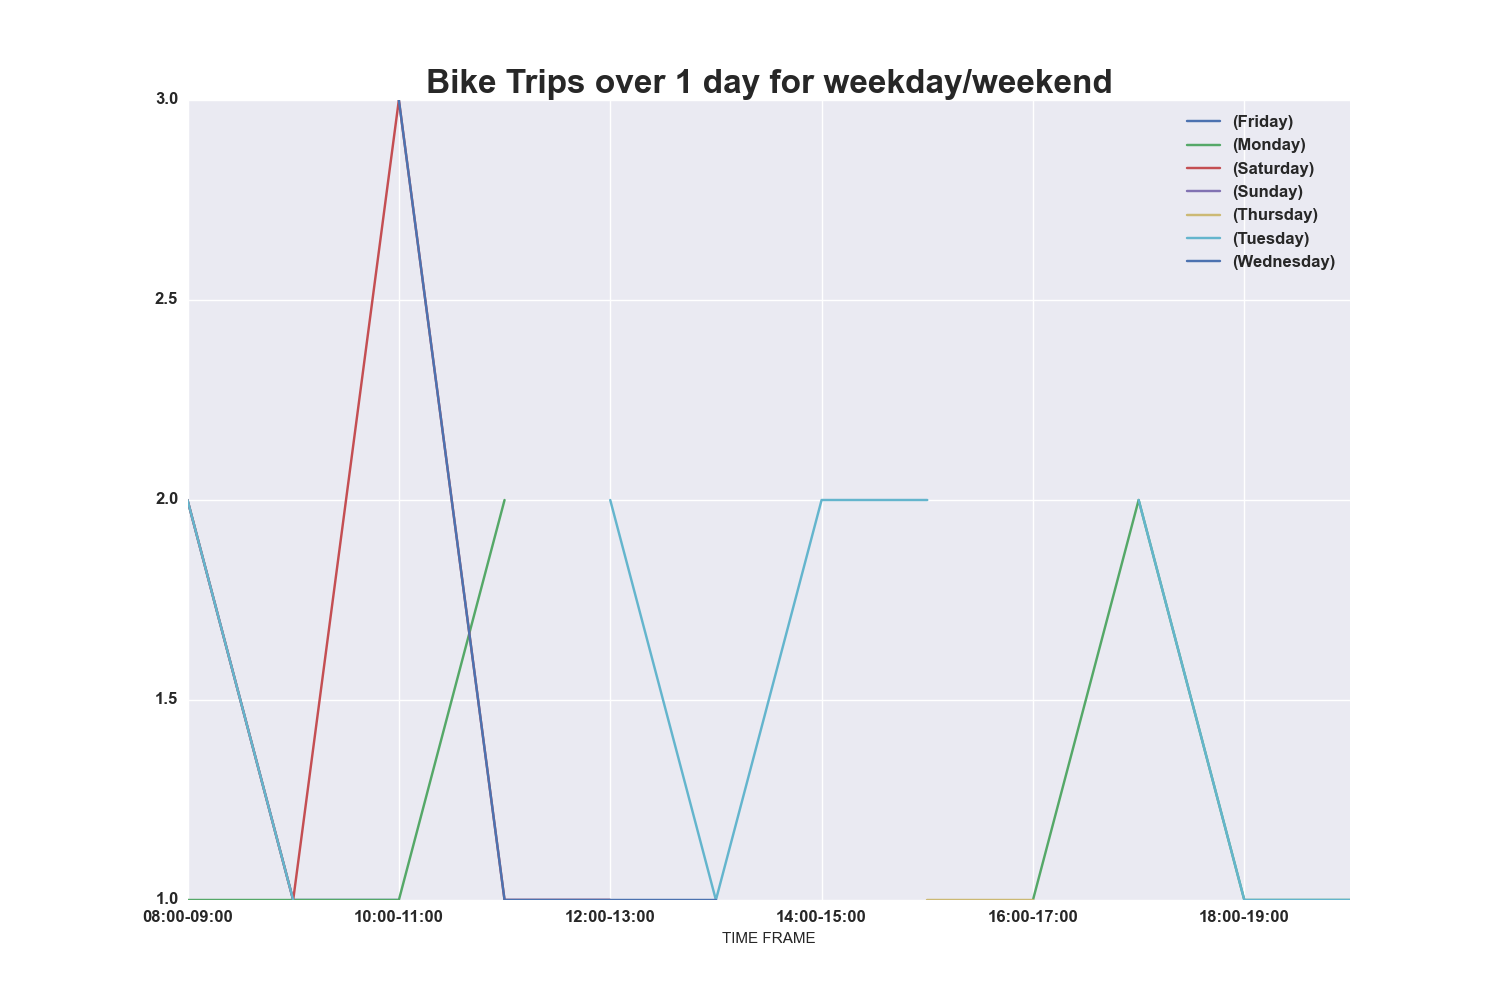 Bike Trips over 1 day for weekday/weekend
3.0
2.5
2.0
1.5
1.0
(Friday)
(Monday)
(Saturday)
(Sunday)
(Thursday)
(Tuesday)
(Wednesday)
08:00-09:00 10:00-11:00 12:00-13:00 14:00-15:00 16:00-17:00 18:00-19:00
TIME FRAME